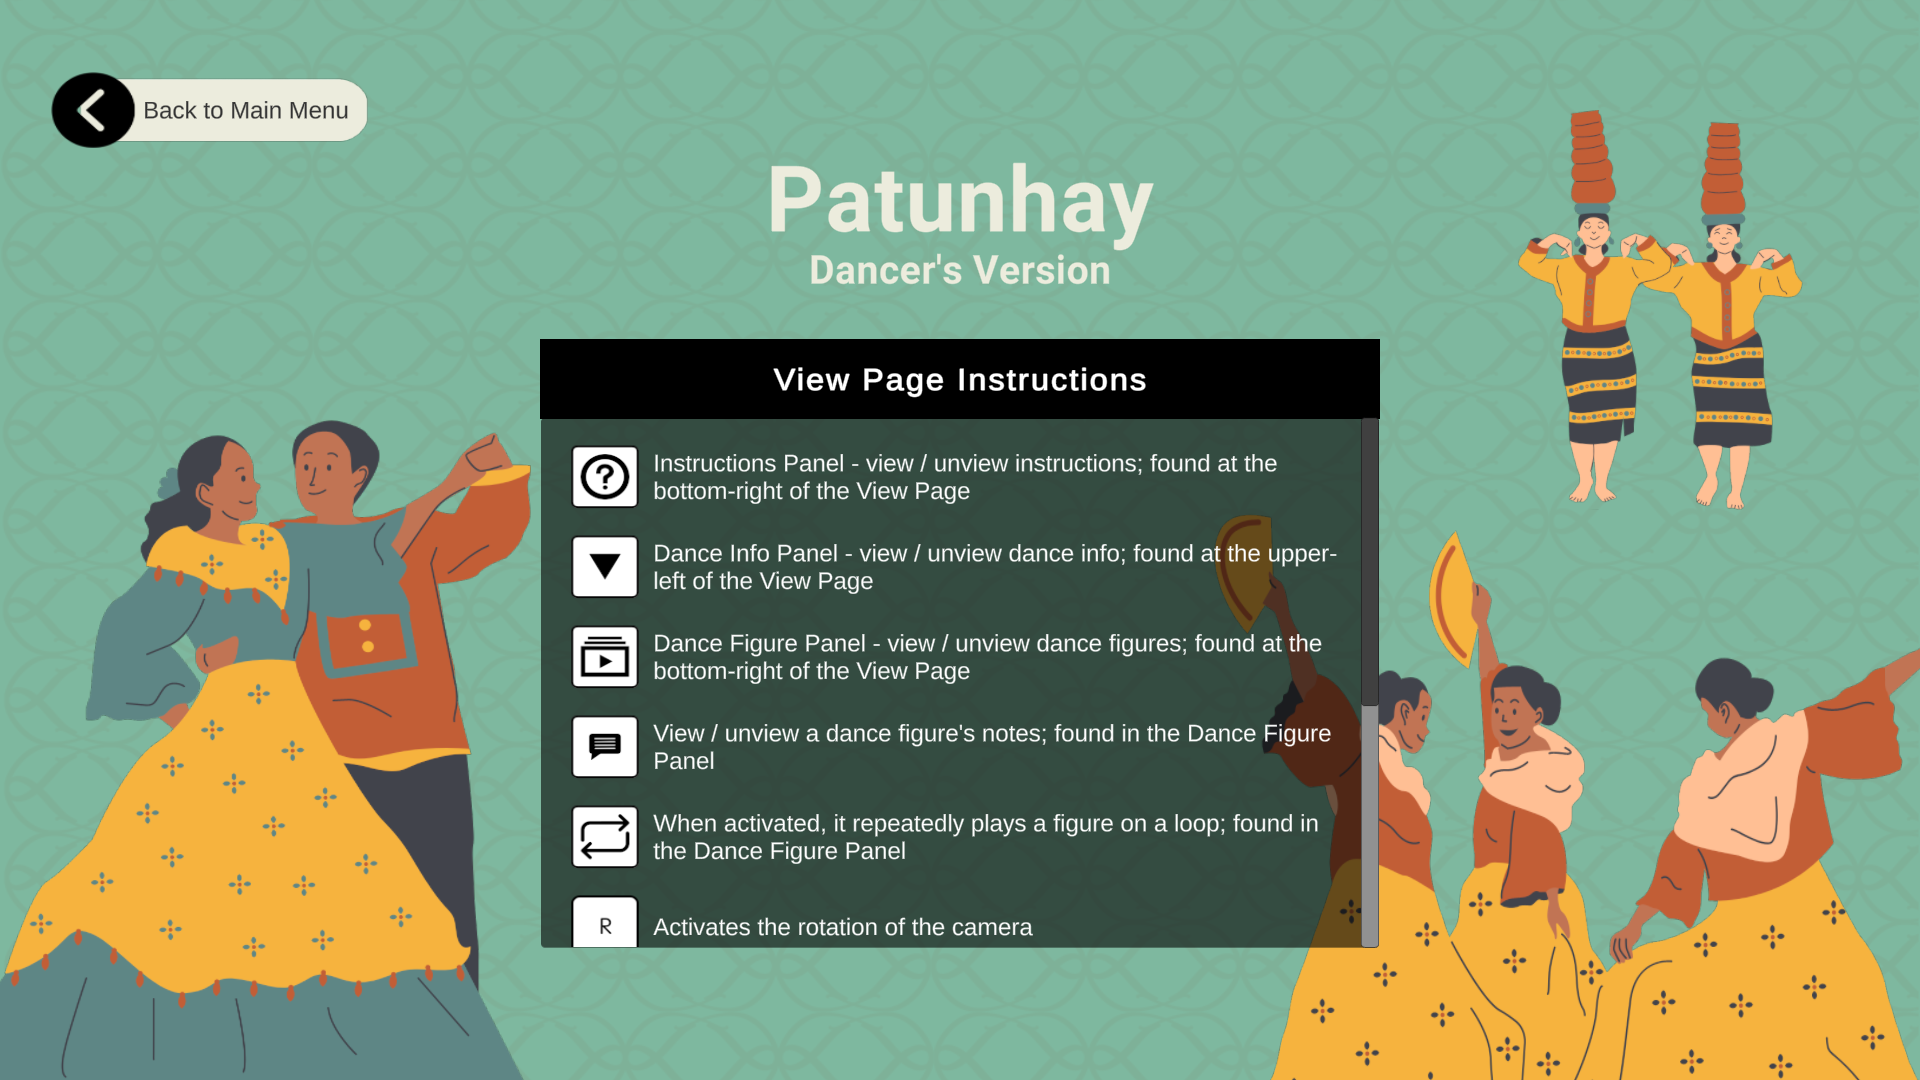 Back to Main Menu
Patunhay
Dancer's Version
View Page Instructions
Instructions Panel - view / unview instructions; found at the
bottom-right of the View Page
Dance Info Panel - view / unview dance info; found at the upper-
left of the View Page
Dance Figure Panel - view / unview dance figures; found at the
bottom-right of the View Page
View / unview a dance figure's notes; found in the Dance Figure
Panel
When activated, it repeatedly plays a figure on a loop; found in
the Dance Figure Panel
R
Activates the rotation of the camera